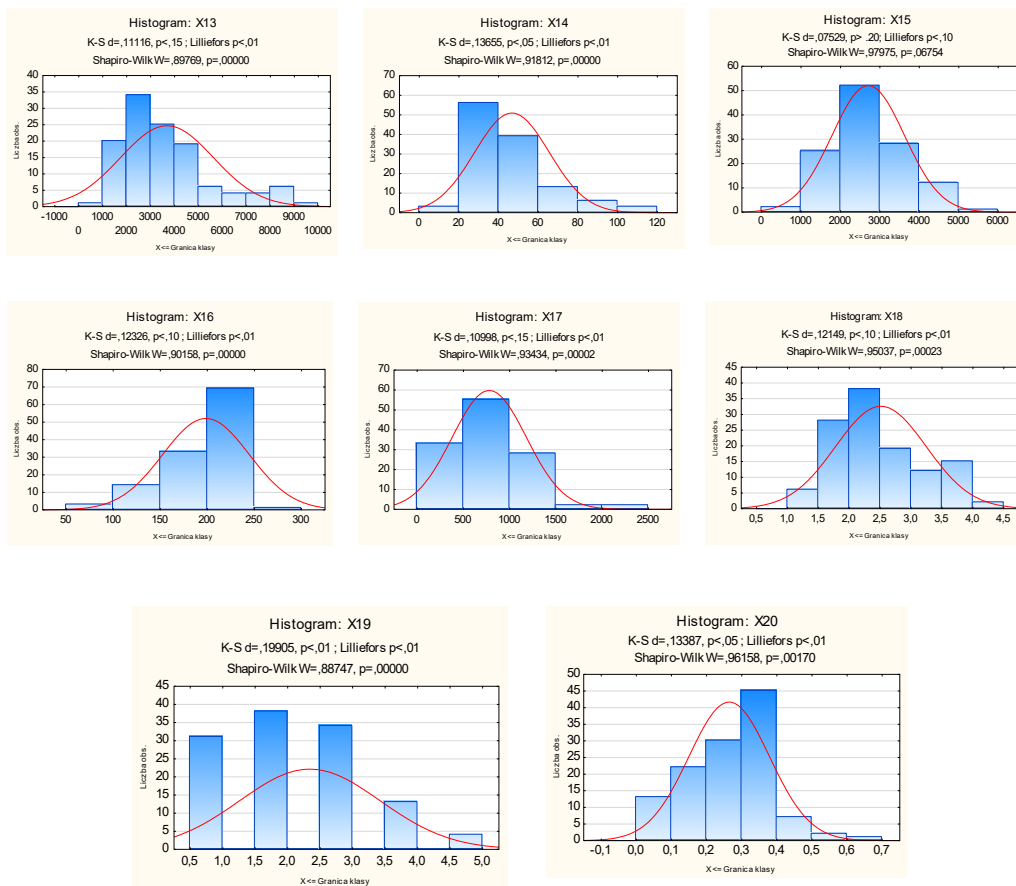 Histogram: X13
K-S d=,11116, p<,15 ; Lilliefors p<,01
Shapiro-Wilk W=,89769, p=,00000
40
35
30
25
20
15
10
5
0
Liczba obs.
-1000 1000 3000 5000 7000 9000
0 2000 4000 6000 8000 10000
X <= Granica klasy
Histogram: X14
K-S d=,13655, p<,05 ; Lilliefors p<,01
Shapiro-Wilk W=,91812, p=,00000
70
60
50
40
30
20
10
0
Liczba obs.
0 20 40 60 80 100 120
X <= Granica klasy
Histogram: X15
K-S d=,07529, p> .20; Lilliefors p<,10
Shapiro-Wilk W=,97975, p=,06754
60
50
40
30
20
10
0
Liczba obs.
0 1000 2000 3000 4000 5000 6000
X <= Granica klasy
Histogram: X16
K-S d=,12326, p<,10 ; Lilliefors p<,01
Shapiro-Wilk W=,90158, p=,00000
80
70
60
50
40
30
20
10
0
Liczba obs.
50 100 150 200 250 300
X <= Granica klasy
Histogram: X17
K-S d=,10998, p<,15 ; Lilliefors p<,01
Shapiro-Wilk W=,93434, p=,00002
70
60
50
40
30
20
10
0
Liczba obs.
0 500 1000 1500 2000 2500
X <= Granica klasy
Histogram: X18
K-S d=,12149, p<,10 ; Lilliefors p<,01
Shapiro-Wilk W=,95037, p=,00023
45
40
35
30
25
20
15
10
5
0
Liczba obs.
0,5 1,0 1,5 2,0 2,5 3,0 3,5 4,0 4,5
X <= Granica klasy
Histogram: X19
K-S d=,19905, p<,01 ; Lilliefors p<,01
Shapiro-Wilk W=,88747, p=,00000
45
40
35
30
25
20
15
10
5
0
Liczba obs.
0,5 1,0 1,5 2,0 2,5 3,0 3,5 4,0 4,5 5,0
X <= Granica klasy
Histogram: X20
K-S d=,13387, p<,05 ; Lilliefors p<,01
Shapiro-Wilk W=,96158, p=,00170
50
45
40
35
30
25
20
15
10
5
0
Liczba obs.
-0,1 0,0 0,1 0,2 0,3 0,4 0,5 0,6 0,7
X <= Granica klasy